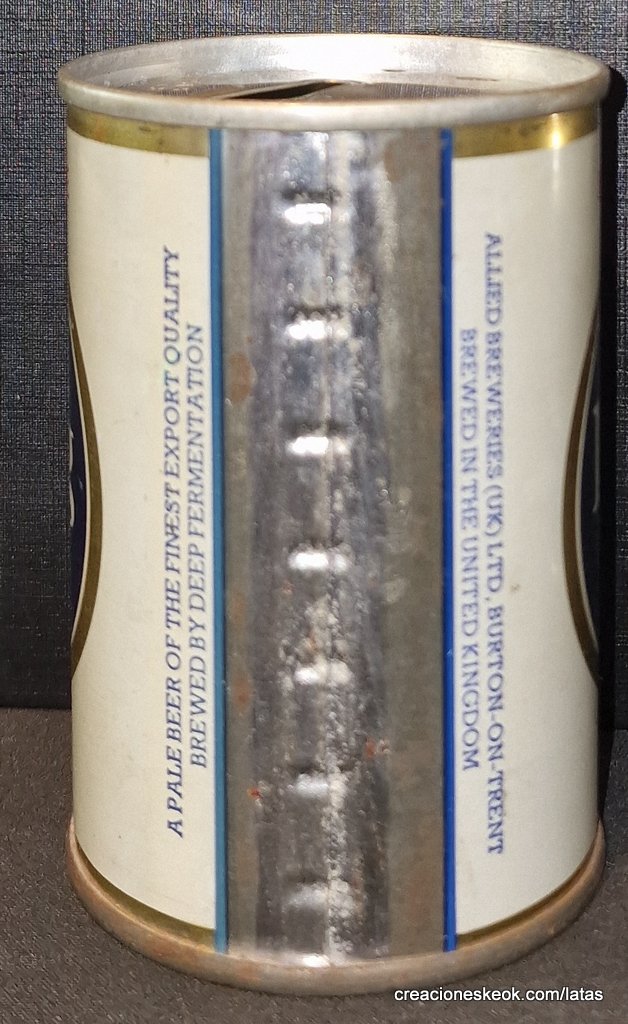 A PALE BEER OF THE FINEST EXPORT QUALITY
BREWED BY DEEP FERMENTATION
ALLIED BREWERIES (UK) LTD, BURTON-ON-TRENT
BREWED IN THE UNITED KINGDOM
creacioneskeok.com/latas